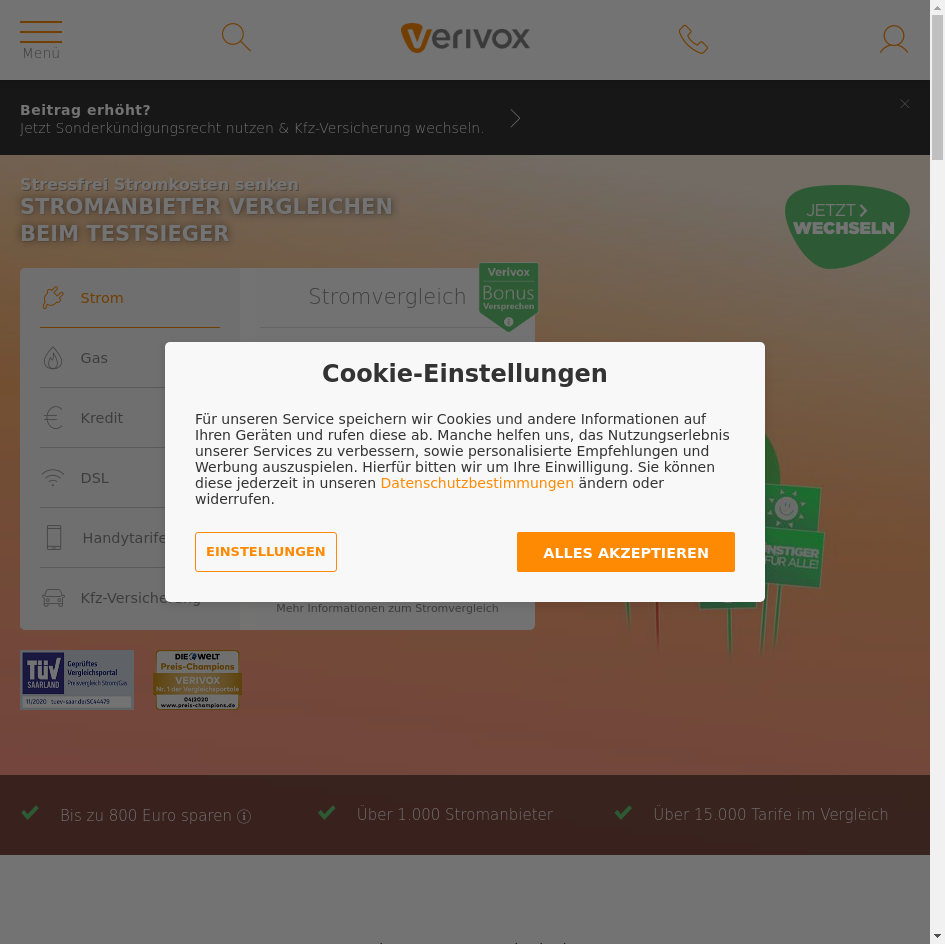 Menü
Verivox
Beitrag erhöht?
Jetzt Sonderkündigungsrecht nutzen & Kfz-Versicherung wechseln.
Stressfrei Stromkosten senken
STROMANBIETER VERGLEICHEN
BEIM TESTSIEGER
JETZT
WECHSELN
Strom
Stromvergleich
Verivox
Bonus
Versprechen
Gas
Kredit
DSL
Handytarife
Kfz-Versicherung
Cookie-Einstellungen
Für unseren Service speichern wir Cookies und andere Informationen auf
Ihren Geräten und rufen diese ab. Manche helfen uns, das Nutzungserlebnis
unserer Services zu verbessern, sowie personalisierte Empfehlungen und
Werbung auszuspielen. Hierfür bitten wir um Ihre Einwilligung. Sie können
diese jederzeit in unseren Datenschutzbestimmungen ändern oder
widerrufen.
EINSTELLUNGEN
ALLES AKZEPTIEREN
FÜR ALLE!
Mehr Informationen zum Stromvergleich
TÜV
SAARLAND
Geprüftes
Vergleichsportal
Preisvergleich Strom/Gas
11/2020 tuev-saar.de/SC44479
DIE WELT
Preis-Champions
VERIVOX
Nr. 1 der Vergleichsportale
04/2020
www.preis-champions.de
Bis zu 800 Euro sparen
Über 1.000 Stromanbieter
Über 15.000 Tarife im Vergleich